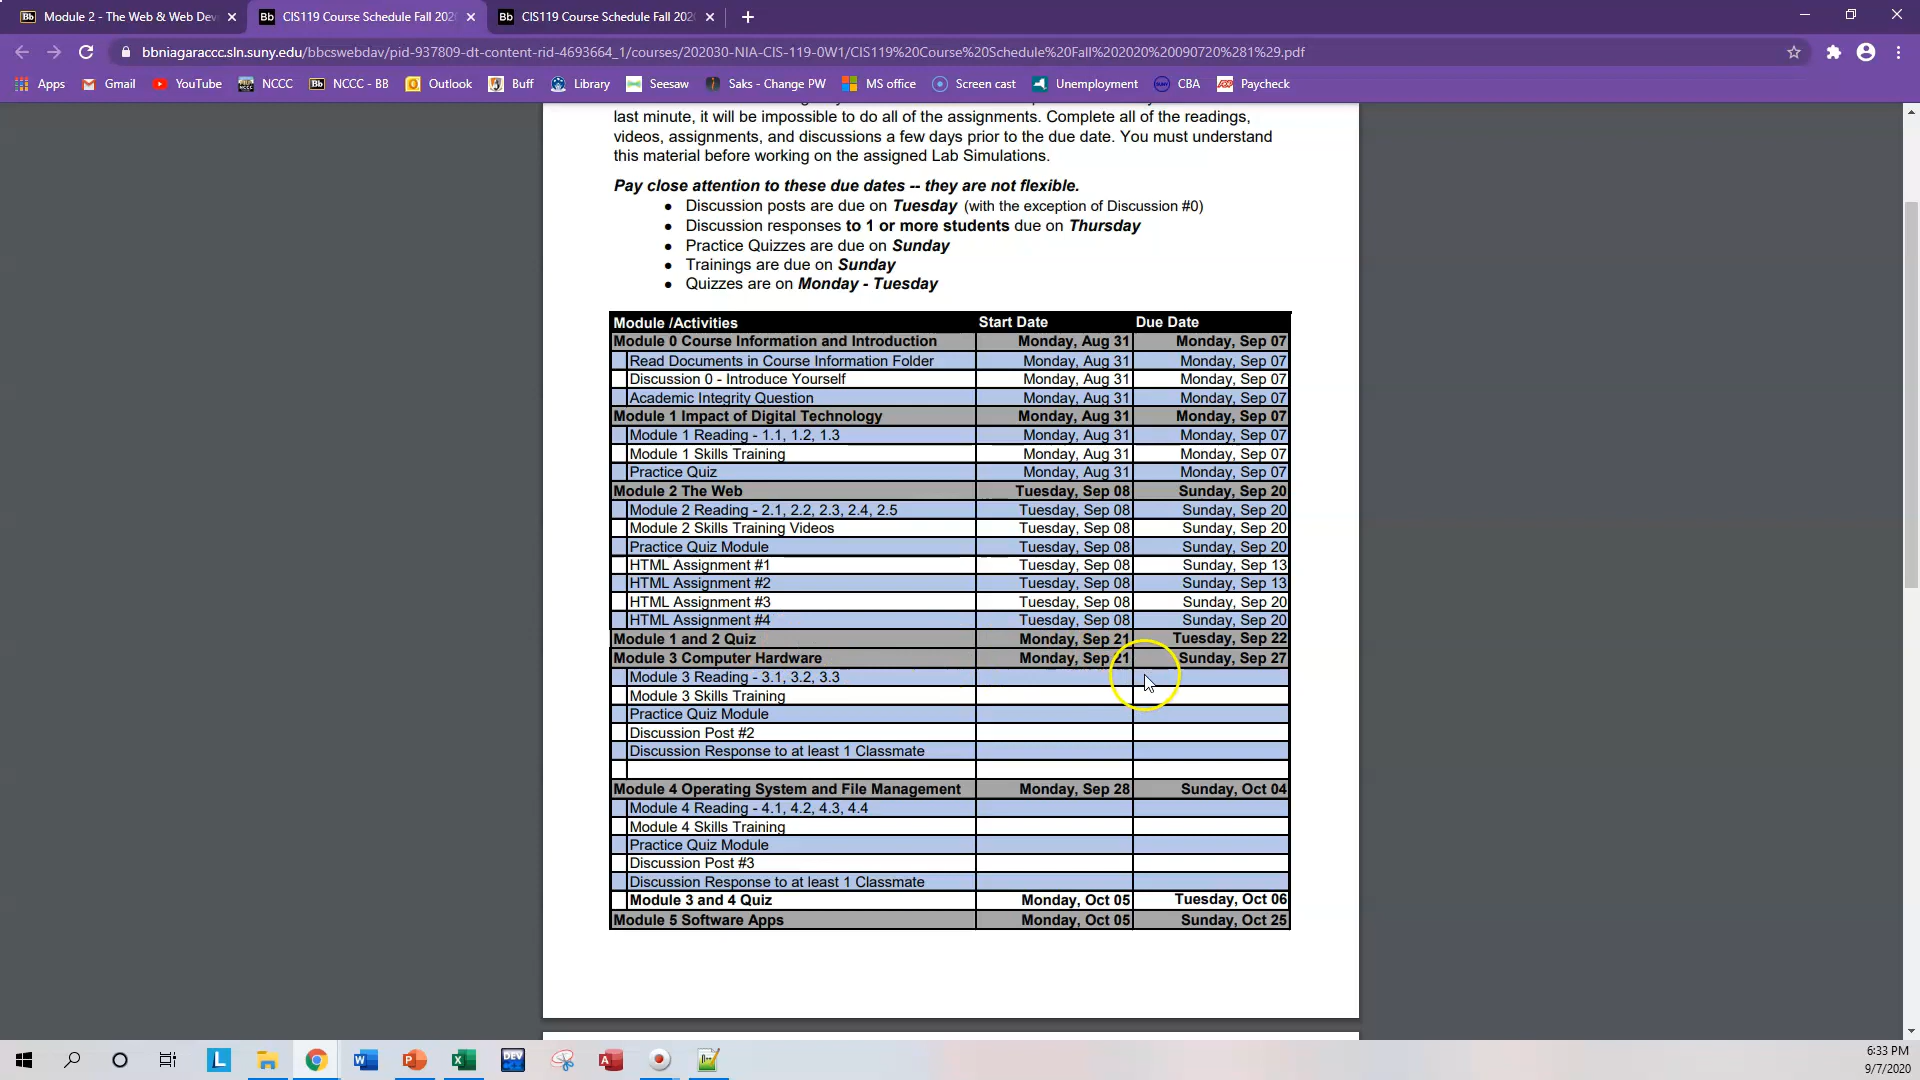 Module 2 - The Web & Web Dev
CIS119 Course Schedule Fall 202
CIS119 Course Schedule Fall 202
bbniagaraccc.sln.suny.edu/bbcswebdav/pid-937809-dt-content-rid-4693664_1/courses/202030-NIA-CIS-119-0W1/CIS119%20Course%20Schedule%20Fall%202020%20090720%281%29.pdf
Apps Gmail YouTube NCCC NCCC - BB Outlook Buff Library Seesaw Saks - Change PW MS office Screen cast Unemployment CBA Paycheck
last minute, it will be impossible to do all of the assignments. Complete all of the readings,
videos, assignments, and discussions a few days prior to the due date. You must understand
this material before working on the assigned Lab Simulations.
Pay close attention to these due dates -- they are not flexible.
● Discussion posts are due on Tuesday (with the exception of Discussion #0)
● Discussion responses to 1 or more students due on Thursday
● Practice Quizzes are due on Sunday
● Trainings are due on Sunday
● Quizzes are on Monday - Tuesday
Module /Activities Start Date Due Date
Module 0 Course Information and Introduction Monday, Aug 31 Monday, Sep 07
Read Documents in Course Information Folder Monday, Aug 31 Monday, Sep 07
Discussion 0 - Introduce Yourself Monday, Aug 31 Monday, Sep 07
Academic Integrity Question Monday, Aug 31 Monday, Sep 07
Module 1 Impact of Digital Technology Monday, Aug 31 Monday, Sep 07
Module 1 Reading - 1.1, 1.2, 1.3 Monday, Aug 31 Monday, Sep 07
Module 1 Skills Training Monday, Aug 31 Monday, Sep 07
Practice Quiz Monday, Aug 31 Monday, Sep 07
Module 2 The Web Tuesday, Sep 08 Sunday, Sep 20
Module 2 Reading - 2.1, 2.2, 2.3, 2.4, 2.5 Tuesday, Sep 08 Sunday, Sep 20
Module 2 Skills Training Videos Tuesday, Sep 08 Sunday, Sep 20
Practice Quiz Module Tuesday, Sep 08 Sunday, Sep 20
HTML Assignment #1 Tuesday, Sep 08 Sunday, Sep 13
HTML Assignment #2 Tuesday, Sep 08 Sunday, Sep 13
HTML Assignment #3 Tuesday, Sep 08 Sunday, Sep 20
HTML Assignment #4 Tuesday, Sep 08 Sunday, Sep 20
Module 1 and 2 Quiz Monday, Sep 21 Tuesday, Sep 22
Module 3 Computer Hardware Monday, Sep 21 Sunday, Sep 27
Module 3 Reading - 3.1, 3.2, 3.3
Module 3 Skills Training
Practice Quiz Module
Discussion Post #2
Discussion Response to at least 1 Classmate
Module 4 Operating System and File Management Monday, Sep 28 Sunday, Oct 04
Module 4 Reading - 4.1, 4.2, 4.3, 4.4
Module 4 Skills Training
Practice Quiz Module
Discussion Post #3
Discussion Response to at least 1 Classmate
Module 3 and 4 Quiz Monday, Oct 05 Tuesday, Oct 06
Module 5 Software Apps Monday, Oct 05 Sunday, Oct 25
6:33 PM
9/7/2020